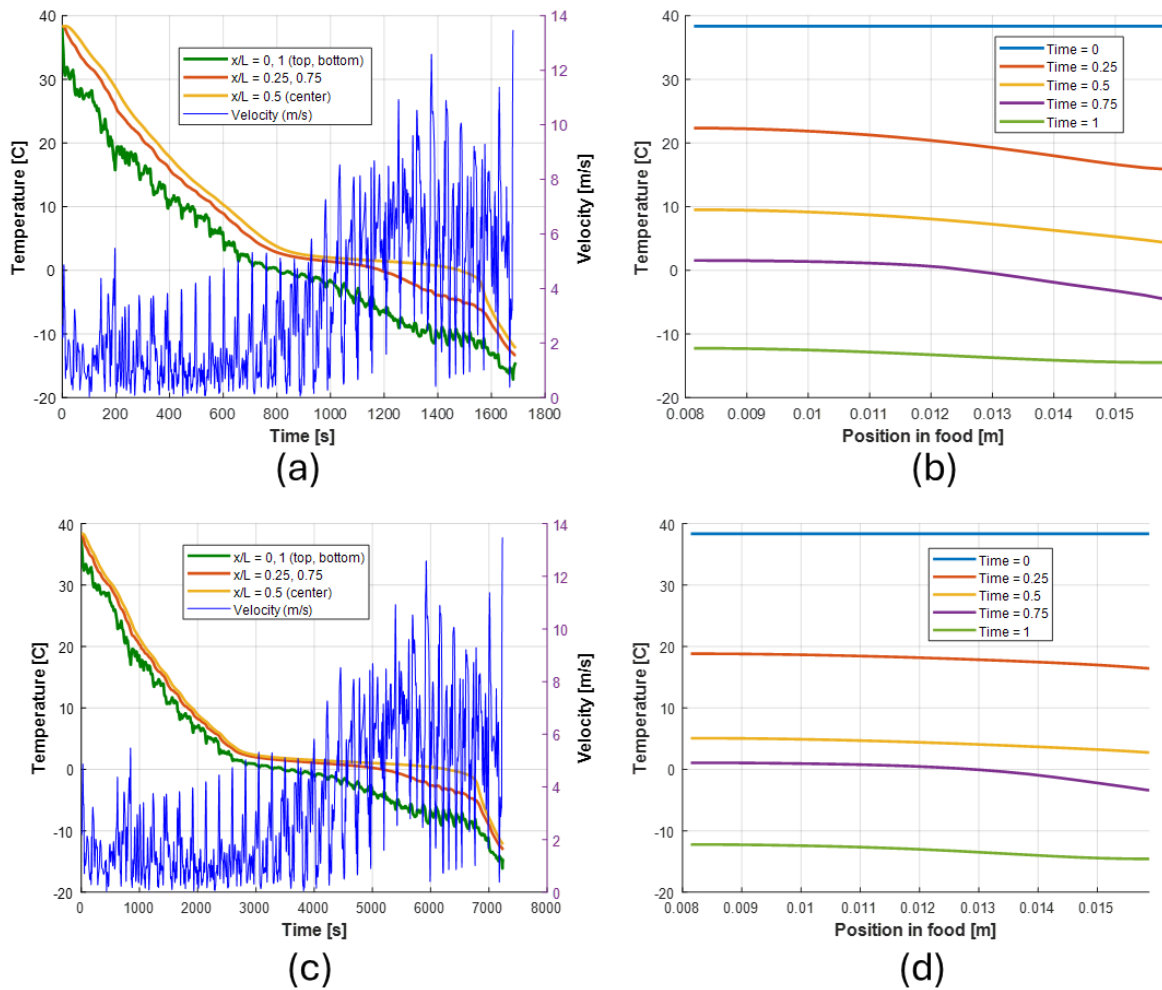 40
30
20
10
0
-10
-20
0
200
400
600
800
1000
1200
1400
1600
1800
14
12
10
8
6
4
2
0
Temperature [C]
Time [s]
Velocity [m/s]
x/L = 0, 1 (top, bottom)
x/L = 0.25, 0.75
x/L = 0.5 (center)
Velocity (m/s)
(a)
40
30
20
10
0
-10
-20
0.008
0.009
0.01
0.011
0.012
0.013
0.014
0.015
Temperature [C]
Position in food [m]
Time = 0
Time = 0.25
Time = 0.5
Time = 0.75
Time = 1
(b)
40
30
20
10
0
-10
-20
0
1000
2000
3000
4000
5000
6000
7000
8000
14
12
10
8
6
4
2
0
Temperature [C]
Time [s]
Velocity [m/s]
x/L = 0, 1 (top, bottom)
x/L = 0.25, 0.75
x/L = 0.5 (center)
Velocity (m/s)
(c)
40
30
20
10
0
-10
-20
0.008
0.009
0.01
0.011
0.012
0.013
0.014
0.015
Temperature [C]
Position in food [m]
Time = 0
Time = 0.25
Time = 0.5
Time = 0.75
Time = 1
(d)